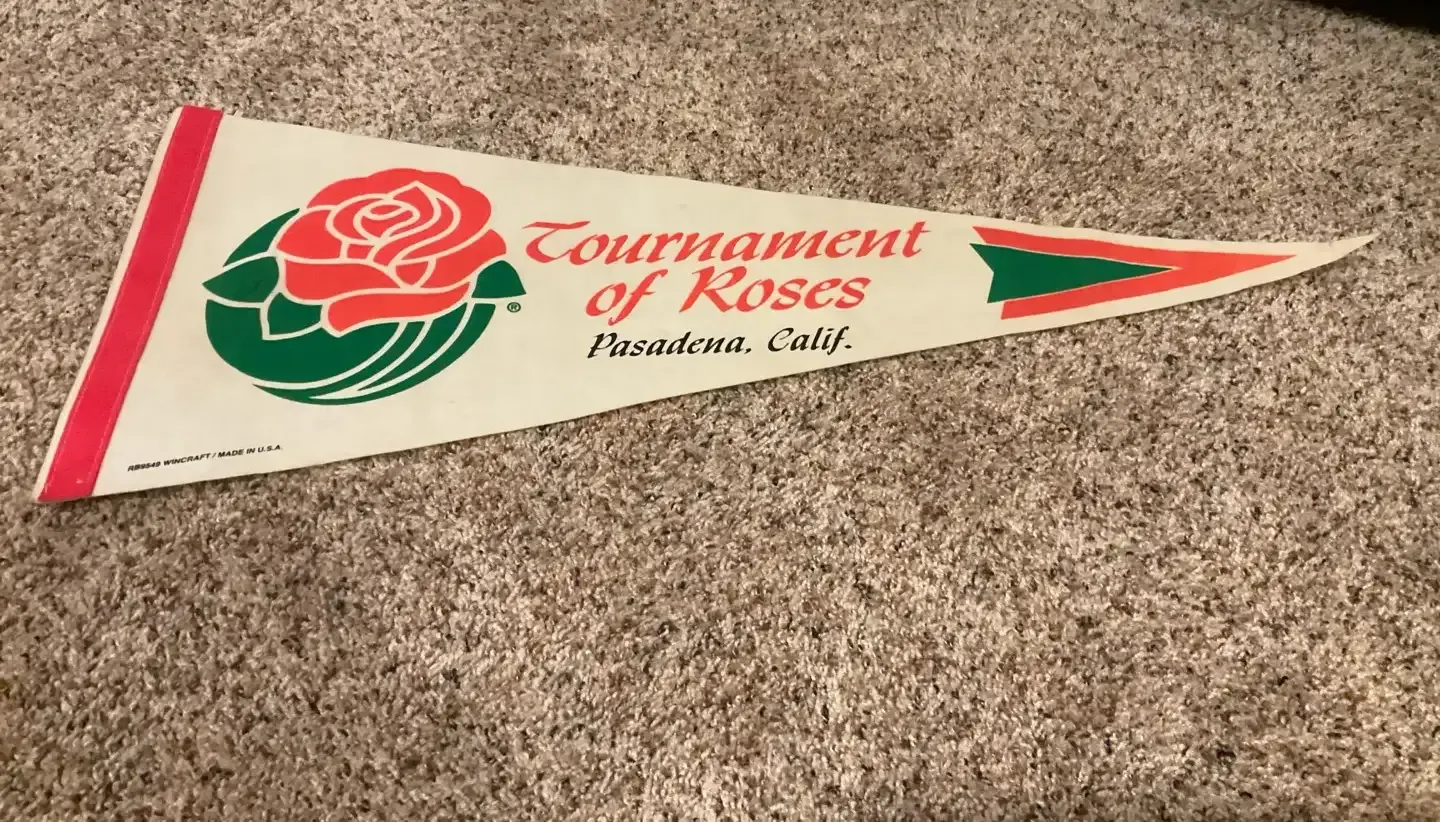 Tournament
of Roses
®
Pasadena, Calif.
RB9549 WINCRAFT / MADE IN U.S.A.